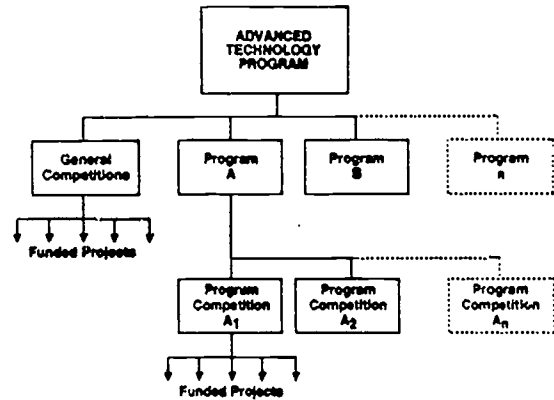 ADVANCED
TECHNOLOGY
PROGRAM
General
Competitions
Program
A
Program
B
Program
n
Funded Projects
Program
Competition
A1
Program
Competition
A2
Program
Competition
An
Funded Projects